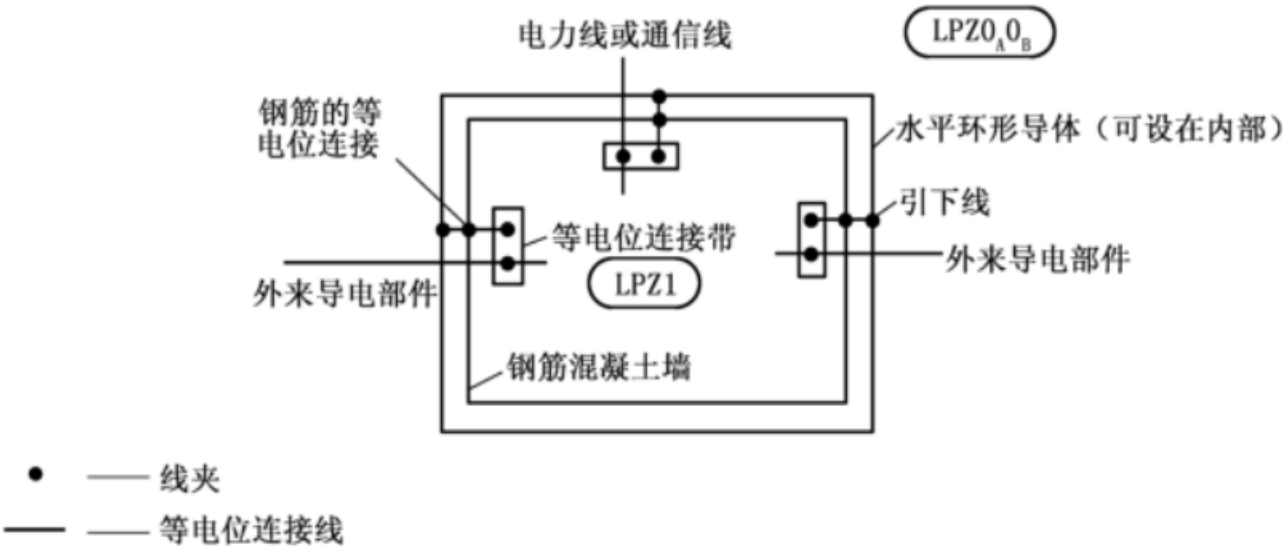 电力线或通信线
LPZ0A0B
钢筋的等
电位连接
水平环形导体（可设在内部）
引下线
等电位连接带
外来导电部件
LPZ1
外来导电部件
钢筋混凝土墙
线夹
等电位连接线